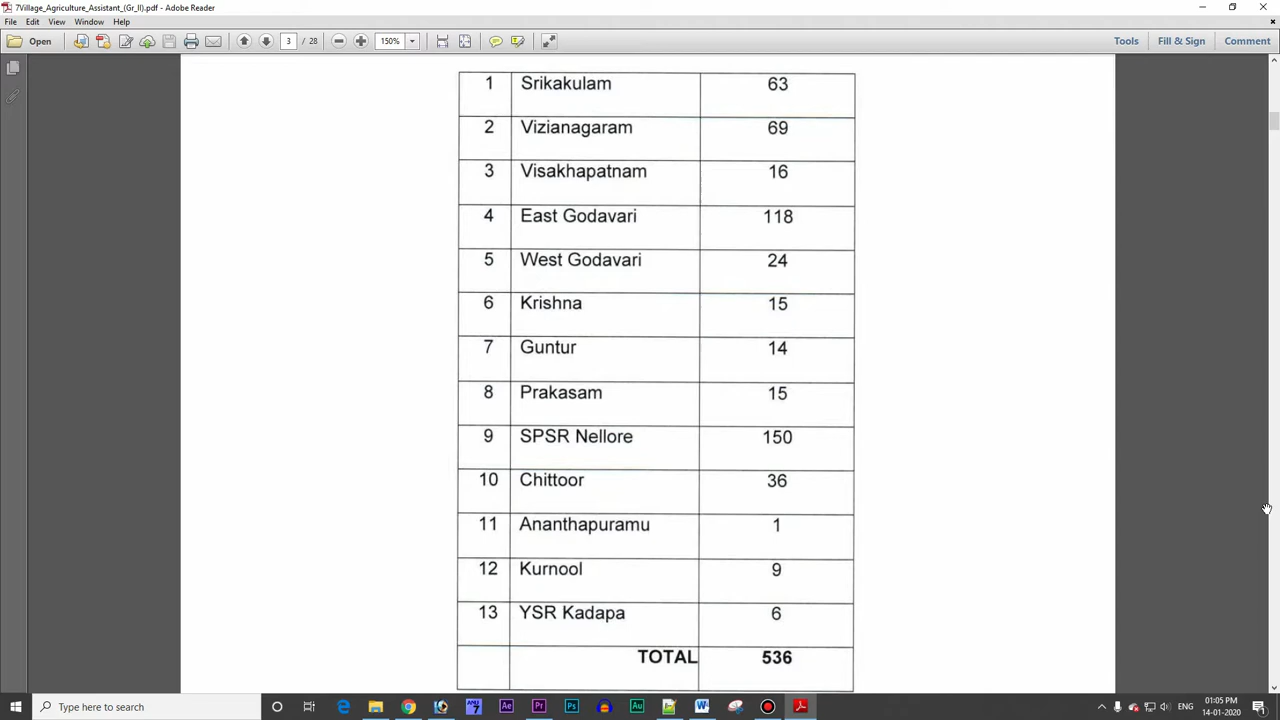 7Village_Agriculture_Assistant_(Gr_II).pdf - Adobe Reader
File Edit View Window Help
Open 3 / 28 150% Tools Fill & Sign Comment
1 Srikakulam 63
2 Vizianagaram 69
3 Visakhapatnam 16
4 East Godavari 118
5 West Godavari 24
6 Krishna 15
7 Guntur 14
8 Prakasam 15
9 SPSR Nellore 150
10 Chittoor 36
11 Ananthapuramu 1
12 Kurnool 9
13 YSR Kadapa 6
TOTAL 536
Type here to search ENG 01:05 PM
14-01-2020